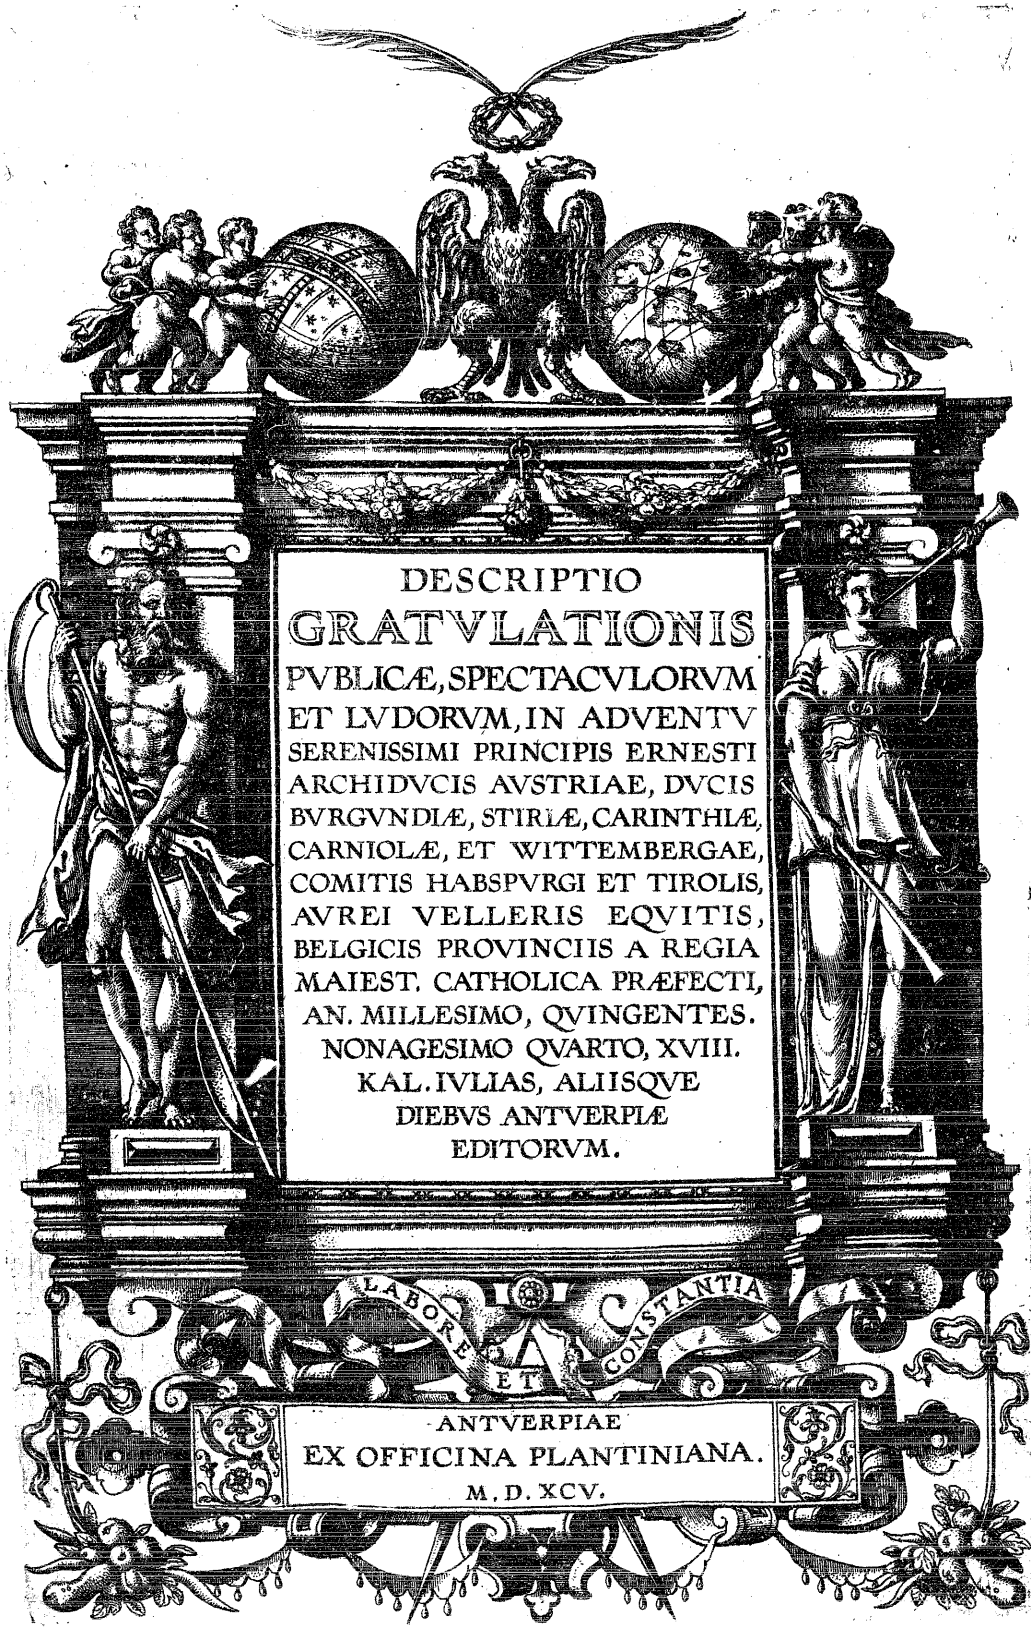 DESCRIPTIO
GRATVLATIONIS
PVBLICÆ, SPECTACVLORVM
ET LVDORVM, IN ADVENTV
SERENISSIMI PRINCIPIS ERNESTI
ARCHIDVCIS AVSTRIAE, DVCIS
BVRGVNDIÆ, STIRIÆ, CARINTHIÆ,
CARNIOLÆ, ET WITTEMBERGAE,
COMITIS HABSPVRGI ET TIROLIS,
AVREI VELLERIS EQVITIS,
BELGICIS PROVINCIIS A REGIA
MAIEST. CATHOLICA PRÆFECTI,
AN. MILLESIMO, QVINGENTES.
NONAGESIMO QVARTO, XVIII.
KAL. IVLIAS, ALIISQVE
DIEBVS ANTVERPIÆ
EDITORVM.
LABORE ET CONSTANTIA
ANTVERPIAE
EX OFFICINA PLANTINIANA.
M. D. XCV.